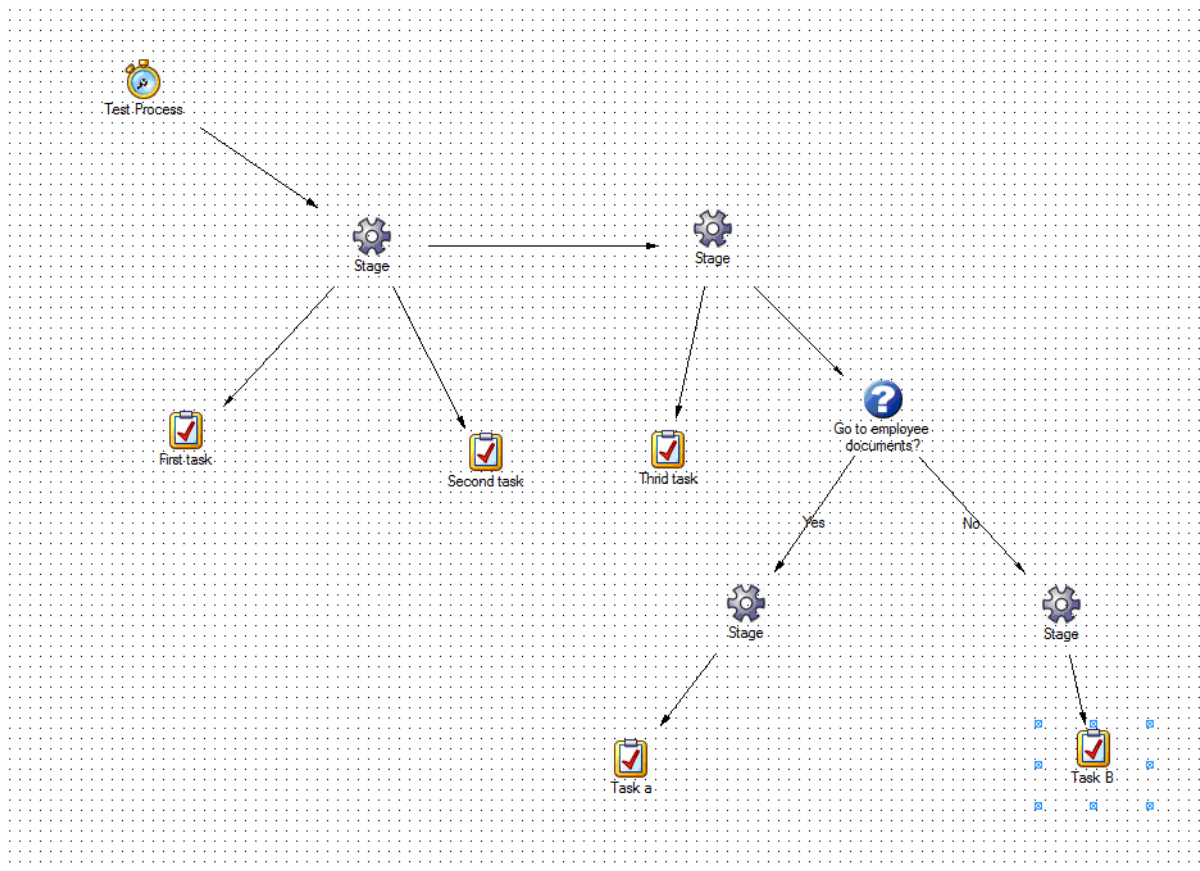 Test Process
Stage
Stage
First task
Second task
Thrid task
Go to employee
documents?
Yes
No
Stage
Stage
Task a
Task B